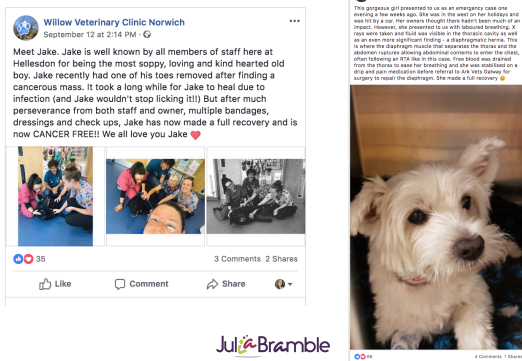 Willow Veterinary Clinic Norwich
September 12 at 2:14 PM ·
Meet Jake. Jake is well known by all members of staff here at
Hellesdon for being the most soppy, loving and kind hearted old
boy. Jake recently had one of his toes removed after finding a
cancerous mass. It took a long while for Jake to heal due to
infection (and Jake wouldn't stop licking it!!) But after much
perseverance from both staff and owner, multiple bandages,
dressings and check ups, Jake has now made a full recovery and is
now CANCER FREE!! We all love you Jake
35
3 Comments 2 Shares
Like
Comment
Share
This gorgeous girl presented to us as an emergency case one
evening a few weeks ago. She was in the west on her holidays and
was hit by a car. Her owners thought there hadn't been much of an
impact. However, she presented to us with laboured breathing. X
rays were taken and fluid was visible in the thoracic cavity as well
as an even more significant finding - a diaphragmatic hernia. This
is where the diaphragm muscle that separates the thorax and the
abdomen ruptures allowing abdominal contents to enter the chest,
often following an RTA like in this case. Free blood was drained
from the thorax to ease her breathing and she was stabilised on a
drip and pain medication before referral to Ark Vets Galway for
surgery to repair the diaphragm. She made a full recovery
4 Comments 1 Shares
Julia Bramble